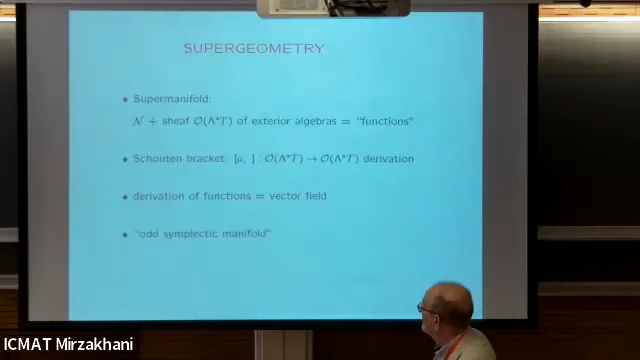 SUPERGEOMETRY
• Supermanifold:
𝒩 + sheaf 𝒪(Λ*T) of exterior algebras = "functions"
• Schouten bracket: [a, ] : 𝒪(Λ*T) → 𝒪(Λ*T) derivation
• derivation of functions = vector field
• "odd symplectic manifold"
ICMAT Mirzakhani